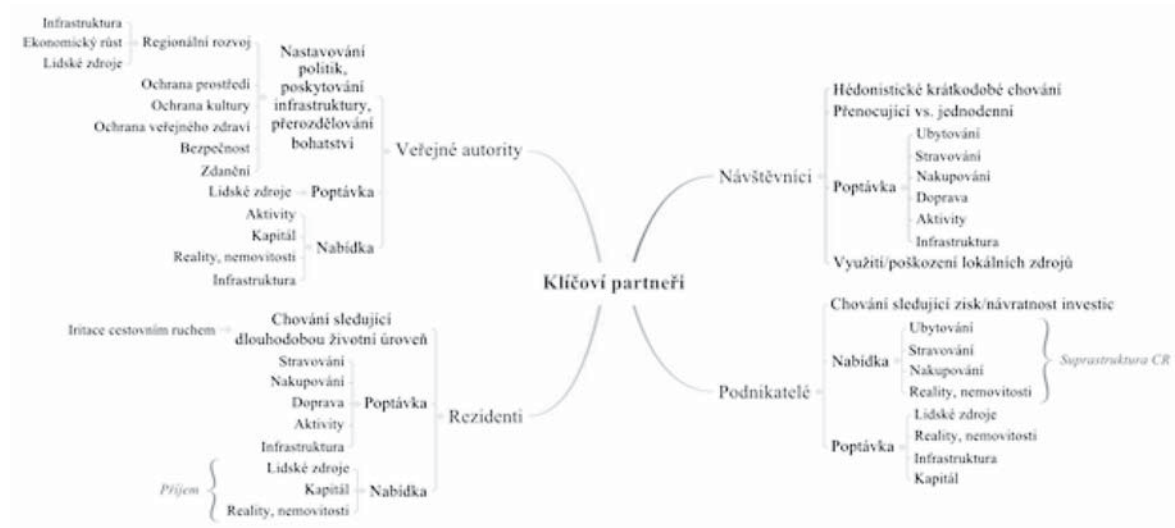 Infrastruktura
Ekonomický růst
Lidské zdroje
Regionální rozvoj
Ochrana prostředí
Ochrana kultury
Ochrana veřejného zdraví
Bezpečnost
Zdanění
Nastavování
politik,
poskytování
infrastruktury,
přerozdělování
bohatství
Lidské zdroje
Poptávka
Aktivity
Kapitál
Reality, nemovitosti
Infrastruktura
Nabídka
Veřejné autority
Iritace cestovním ruchem
Chování sledující
dlouhodobou životní úroveň
Stravování
Nakupování
Doprava
Aktivity
Infrastruktura
Poptávka
Příjem
Lidské zdroje
Kapitál
Reality, nemovitosti
Nabídka
Rezidenti
Klíčoví partneři
Návštěvníci
Hédonistické krátkodobé chování
Přenocující vs. jednodenní
Poptávka
Ubytování
Stravování
Nakupování
Doprava
Aktivity
Infrastruktura
Využití/poškození lokálních zdrojů
Podnikatelé
Chování sledující zisk/návratnost investic
Nabídka
Ubytování
Stravování
Nakupování
Reality, nemovitosti
Suprastruktura CR
Poptávka
Lidské zdroje
Reality, nemovitosti
Infrastruktura
Kapitál